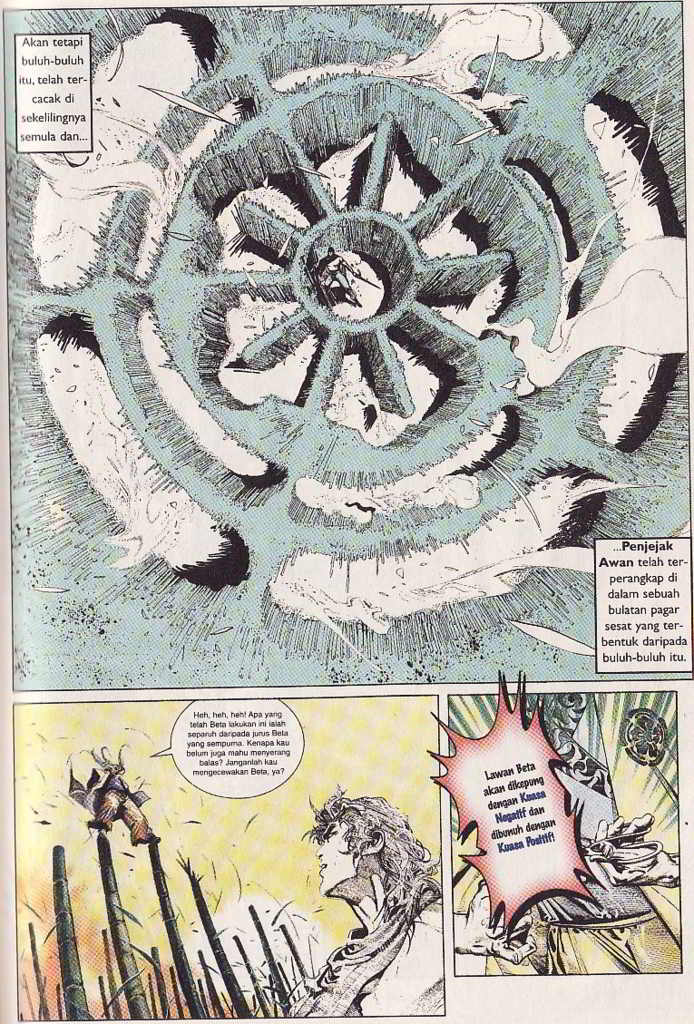 Akan tetapi
buluh-buluh
itu, telah ter-
cacak di
sekelilingnya
semula dan...
...Penjejak
Awan telah ter-
perangkap di
dalam sebuah
bulatan pagar
sesat yang ter-
bentuk daripada
buluh-buluh itu.
Heh, heh, heh! Apa yang
telah Beta lakukan ini ialah
separuh daripada jurus Beta
yang sempurna. Kenapa kau
belum juga mahu menyerang
balas? Janganlah kau
mengecewakan Beta, ya?
Lawan Beta
akan dikepung
dengan Kuasa
Negatif dan
dibunuh dengan
Kuasa Positif!